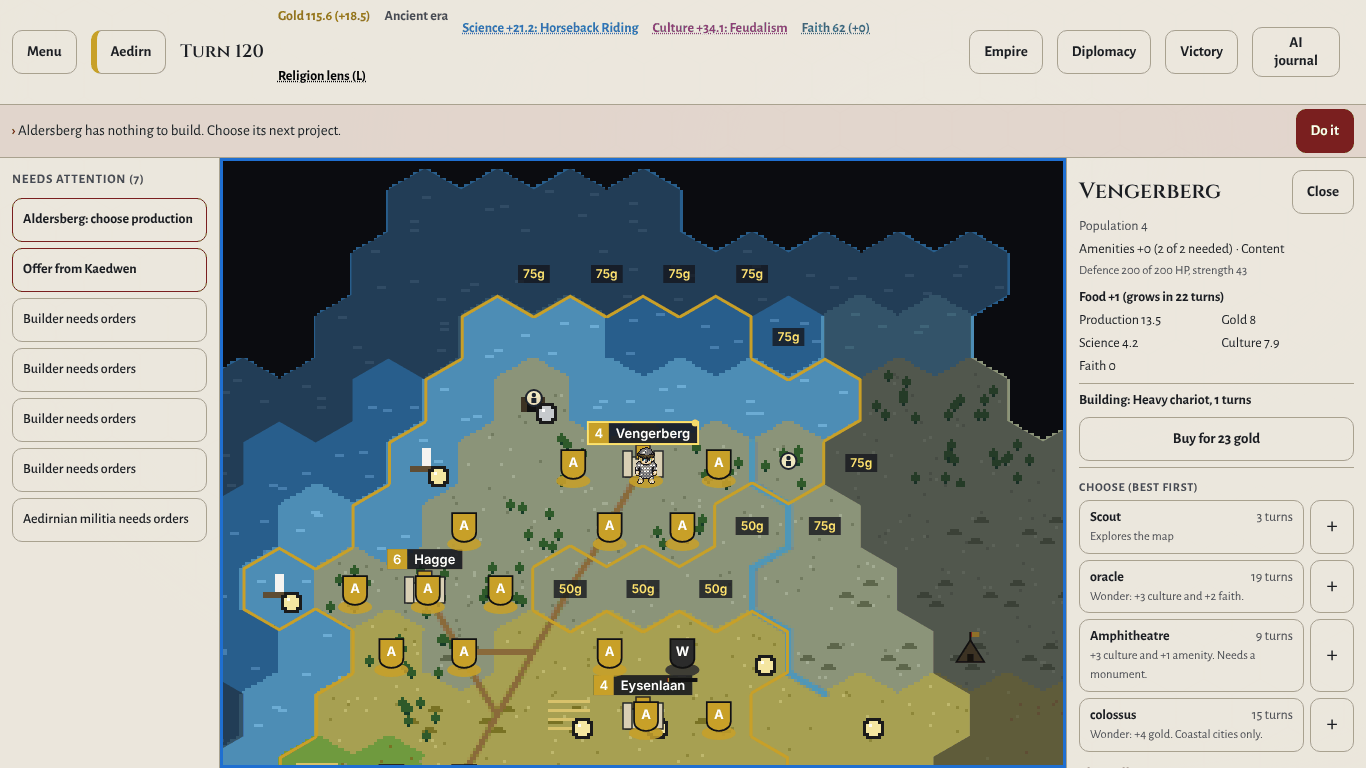 Menu
Aedirn
Turn 120
Gold 115.6 (+18.5) Ancient era
Science +21.2: Horseback Riding Culture +34.1: Feudalism Faith 62 (+0)
Religion lens (L)
Empire
Diplomacy
Victory
AI journal
› Aldersberg has nothing to build. Choose its next project.
Do it
NEEDS ATTENTION (7)
Aldersberg: choose production
Offer from Kaedwen
Builder needs orders
Builder needs orders
Builder needs orders
Builder needs orders
Aedirnian militia needs orders
75g 75g 75g 75g
75g
4 Vengerberg
A A 75g
A A A 50g 75g
6 Hagge
A A A 50g 50g 50g
A A A W
4 Eysenlaan
A A
Vengerberg
Close
Population 4
Amenities +0 (2 of 2 needed) · Content
Defence 200 of 200 HP, strength 43
Food +1 (grows in 22 turns)
Production 13.5 Gold 8
Science 4.2 Culture 7.9
Faith 0
Building: Heavy chariot, 1 turns
Buy for 23 gold
CHOOSE (BEST FIRST)
Scout 3 turns
Explores the map
+
oracle 19 turns
Wonder: +3 culture and +2 faith.
+
Amphitheatre 9 turns
+3 culture and +1 amenity. Needs a
monument.
+
colossus 15 turns
Wonder: +4 gold. Coastal cities only.
+